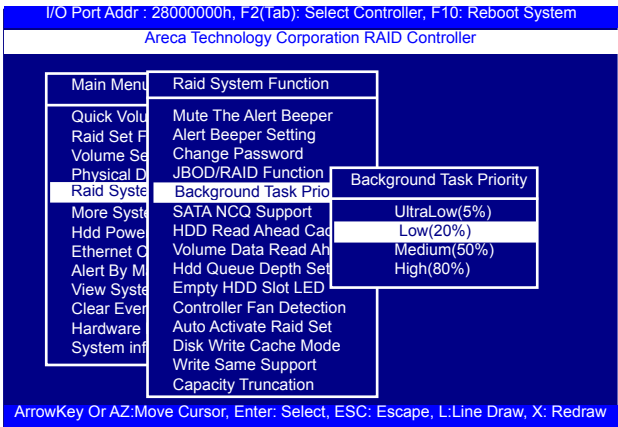 I/O Port Addr : 28000000h, F2(Tab): Select Controller, F10: Reboot System
Areca Technology Corporation RAID Controller
Main Menu
Quick Volu
Raid Set F
Volume Se
Physical D
Raid Syste
More Syste
Hdd Powe
Ethernet C
Alert By M
View Syste
Clear Ever
Hardware
System inf
Raid System Function
Mute The Alert Beeper
Alert Beeper Setting
Change Password
JBOD/RAID Function
Background Task Prio
SATA NCQ Support
HDD Read Ahead Cac
Volume Data Read Ah
Hdd Queue Depth Set
Empty HDD Slot LED
Controller Fan Detection
Auto Activate Raid Set
Disk Write Cache Mode
Write Same Support
Capacity Truncation
Background Task Priority
UltraLow(5%)
Low(20%)
Medium(50%)
High(80%)
ArrowKey Or AZ:Move Cursor, Enter: Select, ESC: Escape, L:Line Draw, X: Redraw